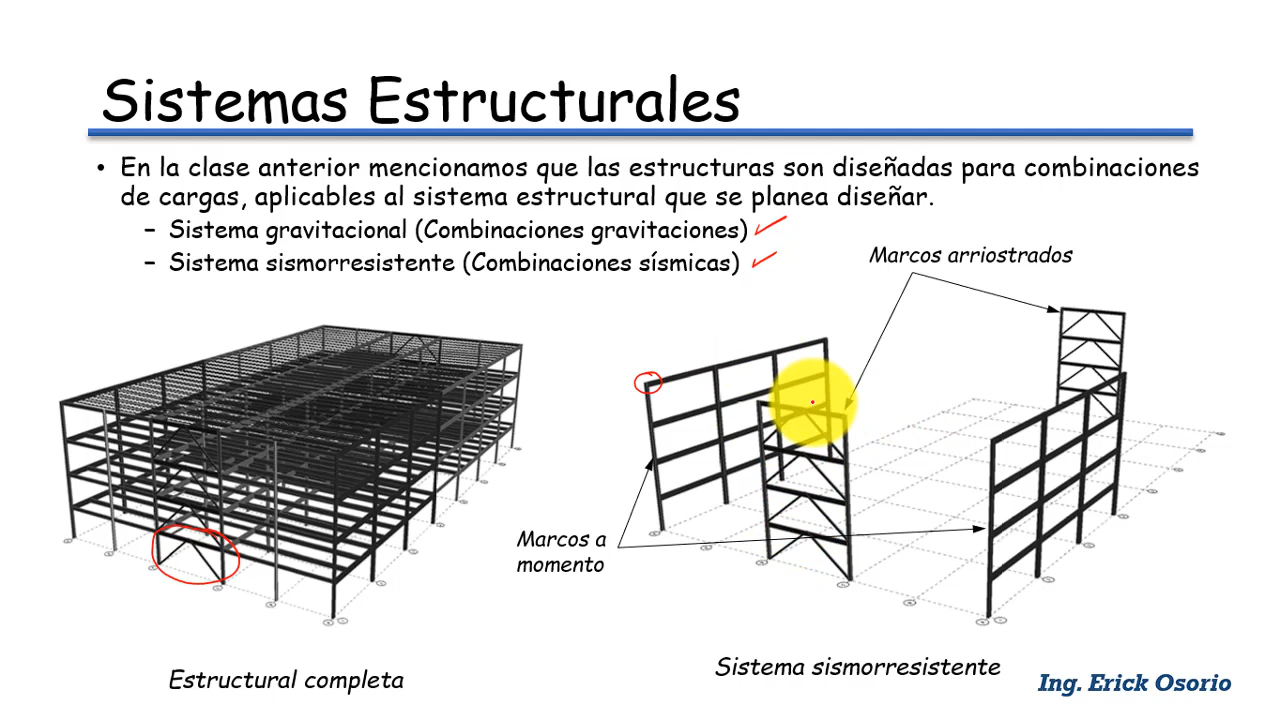 Sistemas Estructurales
• En la clase anterior mencionamos que las estructuras son diseñadas para combinaciones
de cargas, aplicables al sistema estructural que se planea diseñar.
– Sistema gravitacional (Combinaciones gravitaciones)
– Sistema sismorresistente (Combinaciones sísmicas)
Marcos arriostrados
Marcos a
momento
Estructural completa
Sistema sismorresistente
Ing. Erick Osorio